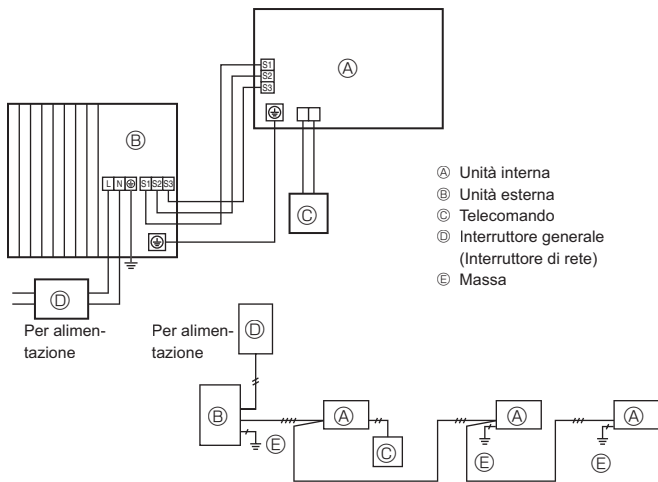 S1
S2
S3
Ⓐ
Ⓑ
L N S1 S2 S3
Ⓒ
Ⓐ Unità interna
Ⓑ Unità esterna
Ⓒ Telecomando
Ⓓ Interruttore generale
(Interruttore di rete)
Ⓔ Massa
Ⓓ
Per alimen-
tazione
Per alimen-
tazione
Ⓓ
Ⓑ
Ⓔ
Ⓐ
Ⓒ
Ⓐ
Ⓔ
Ⓐ
Ⓔ